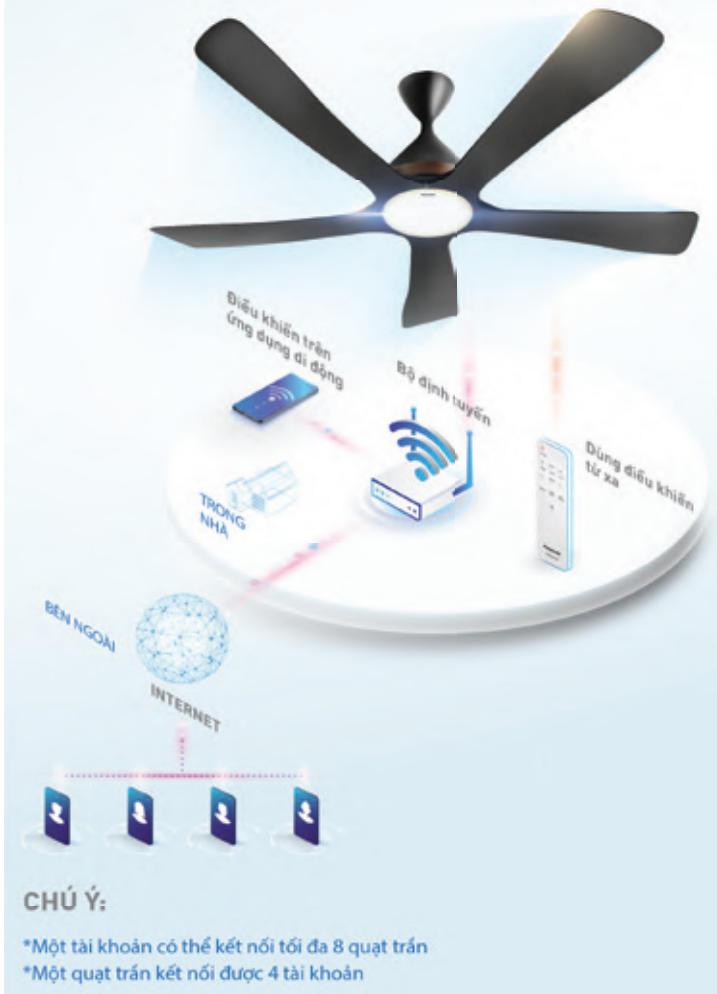 Điều khiển trên
ứng dụng di động
Bộ định tuyến
Dùng điều khiển
từ xa
TRONG
NHÀ
BÊN NGOÀI
INTERNET
CHÚ Ý:
*Một tài khoản có thể kết nối tối đa 8 quạt trần
*Một quạt trần kết nối được 4 tài khoản